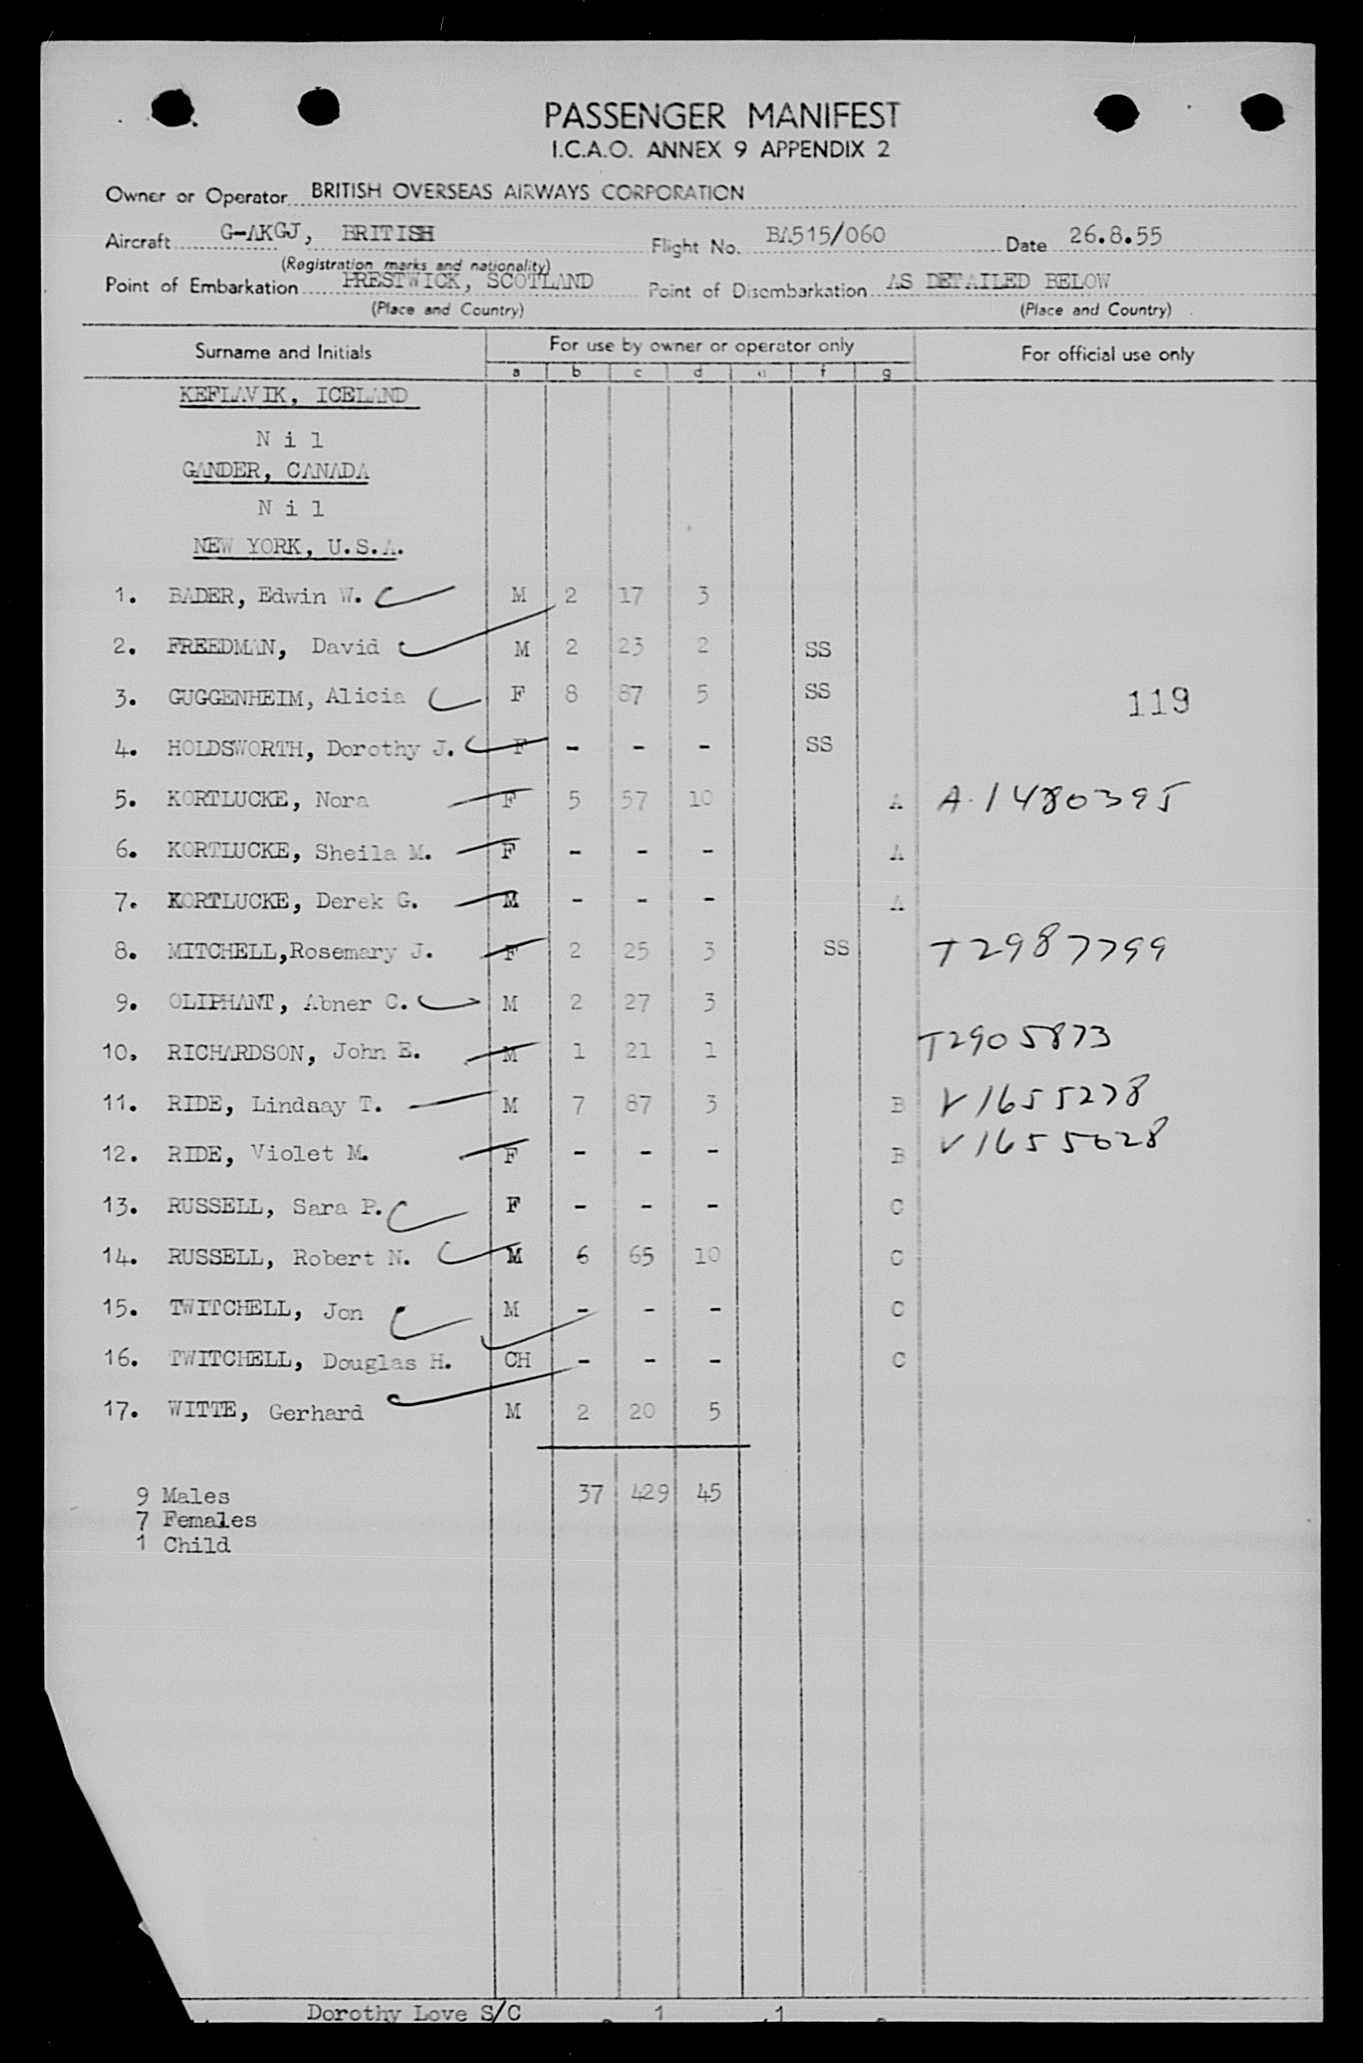 PASSENGER MANIFEST
I.C.A.O. ANNEX 9 APPENDIX 2
Owner or Operator BRITISH OVERSEAS AIRWAYS CORPORATION
Aircraft G-AKGJ, BRITISH Flight No. BA515/060 Date 26.8.55
(Registration marks and nationality)
Point of Embarkation PRESTWICK, SCOTLAND Point of Disembarkation AS DETAILED BELOW
(Place and Country) (Place and Country)
Surname and Initials For use by owner or operator only For official use only
a b c d e f g
KEFLAVIK, ICELAND
N i l
GANDER, CANADA
N i l
NEW YORK, U.S.A.
1. BADER, Edwin W. M 2 17 3
2. FREEDMAN, David M 2 23 2 SS
3. GUGGENHEIM, Alicia F 8 87 5 SS 119
4. HOLDSWORTH, Dorothy J. F - - - SS
5. KORTLUCKE, Nora F 5 57 10 A A.1480395
6. KORTLUCKE, Sheila M. F - - - A
7. KORTLUCKE, Derek G. M - - - A
8. MITCHELL,Rosemary J. F 2 25 3 SS T2987799
9. OLIPHANT, Abner C. M 2 27 3
10. RICHARDSON, John E. M 1 21 1 T2905873
11. RIDE, Lindsay T. M 7 87 3 B V1655278
12. RIDE, Violet M. F - - - B V1655028
13. RUSSELL, Sara P. F - - - C
14. RUSSELL, Robert N. M 6 65 10 C
15. TWITCHELL, Jon M - - - C
16. TWITCHELL, Douglas H. CH - - - C
17. WITTE, Gerhard M 2 20 5
37 429 45
9 Males
7 Females
1 Child
Dorothy Love S/C 1 1